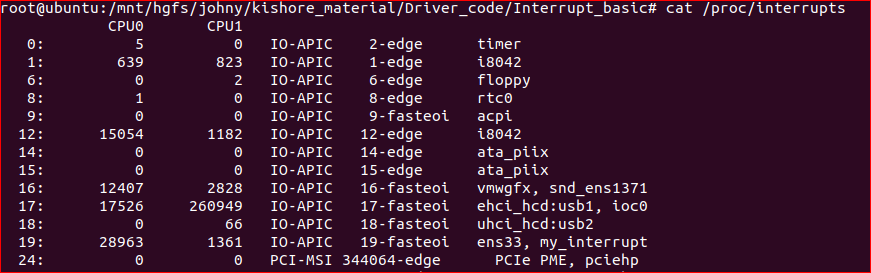 root@ubuntu:/mnt/hgfs/johny/kishore_material/Driver_code/Interrupt_basic# cat /proc/interrupts
           CPU0       CPU1
  0:          5          0   IO-APIC    2-edge      timer
  1:        639        823   IO-APIC    1-edge      i8042
  6:          0          2   IO-APIC    6-edge      floppy
  8:          1          0   IO-APIC    8-edge      rtc0
  9:          0          0   IO-APIC    9-fasteoi   acpi
 12:      15054       1182   IO-APIC   12-edge      i8042
 14:          0          0   IO-APIC   14-edge      ata_piix
 15:          0          0   IO-APIC   15-edge      ata_piix
 16:      12407       2828   IO-APIC   16-fasteoi   vmwgfx, snd_ens1371
 17:      17526     260949   IO-APIC   17-fasteoi   ehci_hcd:usb1, ioc0
 18:          0         66   IO-APIC   18-fasteoi   uhci_hcd:usb2
 19:      28963       1361   IO-APIC   19-fasteoi   ens33, my_interrupt
 24:          0          0   PCI-MSI 344064-edge      PCIe PME, pciehp